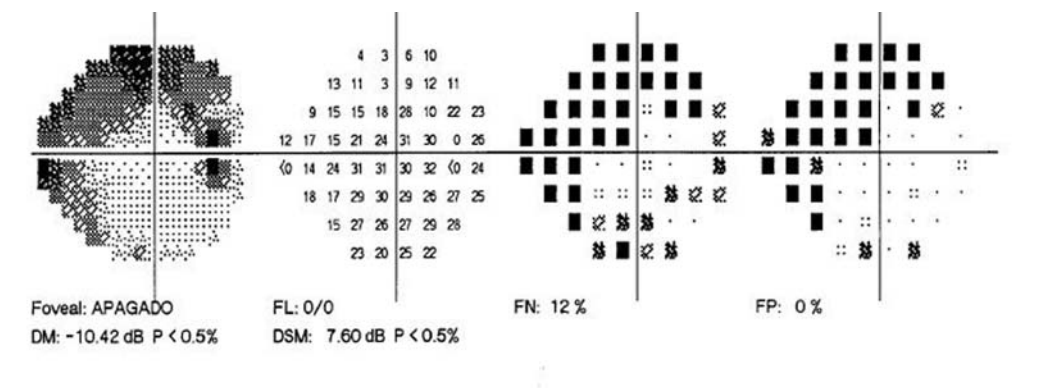 4 3 6 10
13 11 3 9 12 11
9 15 15 18 28 10 22 23
12 17 15 21 24 31 30 0 26
<0 14 24 31 31 30 32 <0 24
18 17 29 30 29 26 27 25
15 27 26 27 29 28
23 20 25 22
Foveal: APAGADO FL: 0/0 FN: 12 % FP: 0 %
DM: -10.42 dB P < 0.5% DSM: 7.60 dB P < 0.5%